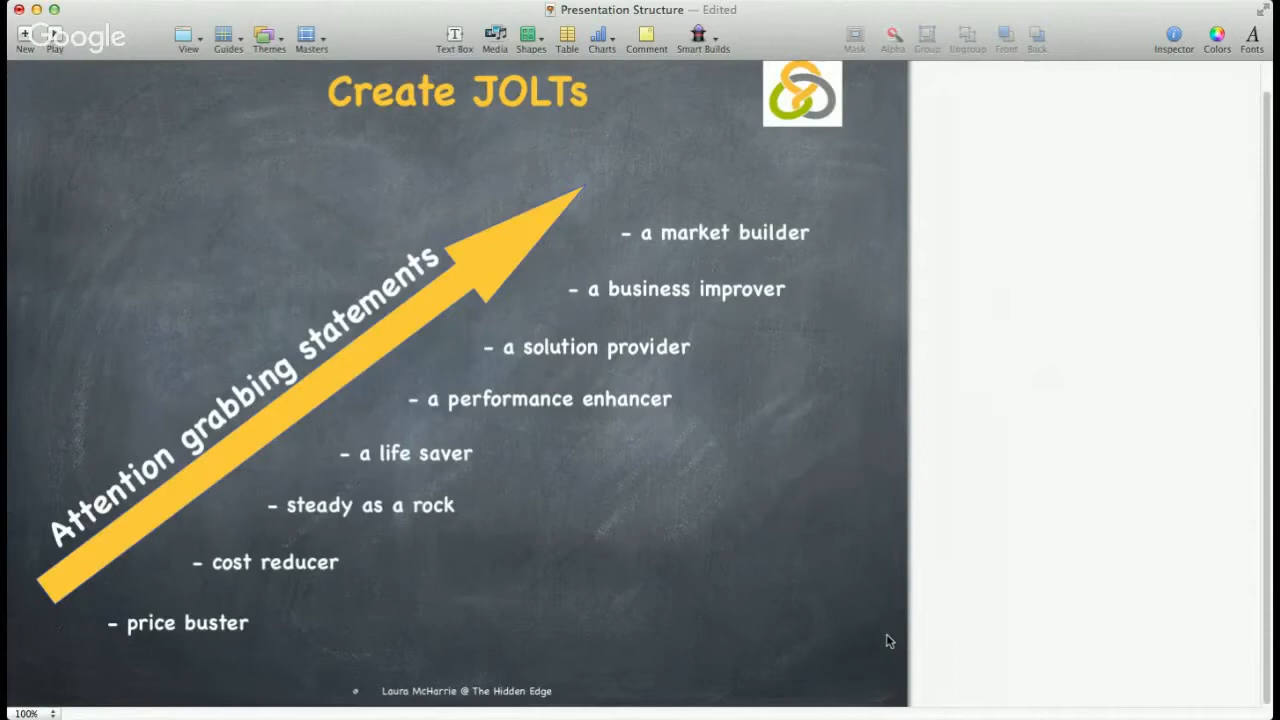 Presentation Structure — Edited
Google
New Play View Guides Themes Masters Text Box Media Shapes Table Charts Comment Smart Builds Mask Alpha Group Ungroup Front Back Inspector Colors Fonts
Create JOLTs
Attention grabbing statements
- a market builder
- a business improver
- a solution provider
- a performance enhancer
- a life saver
- steady as a rock
- cost reducer
- price buster
Laura McHarrie @ The Hidden Edge
100%